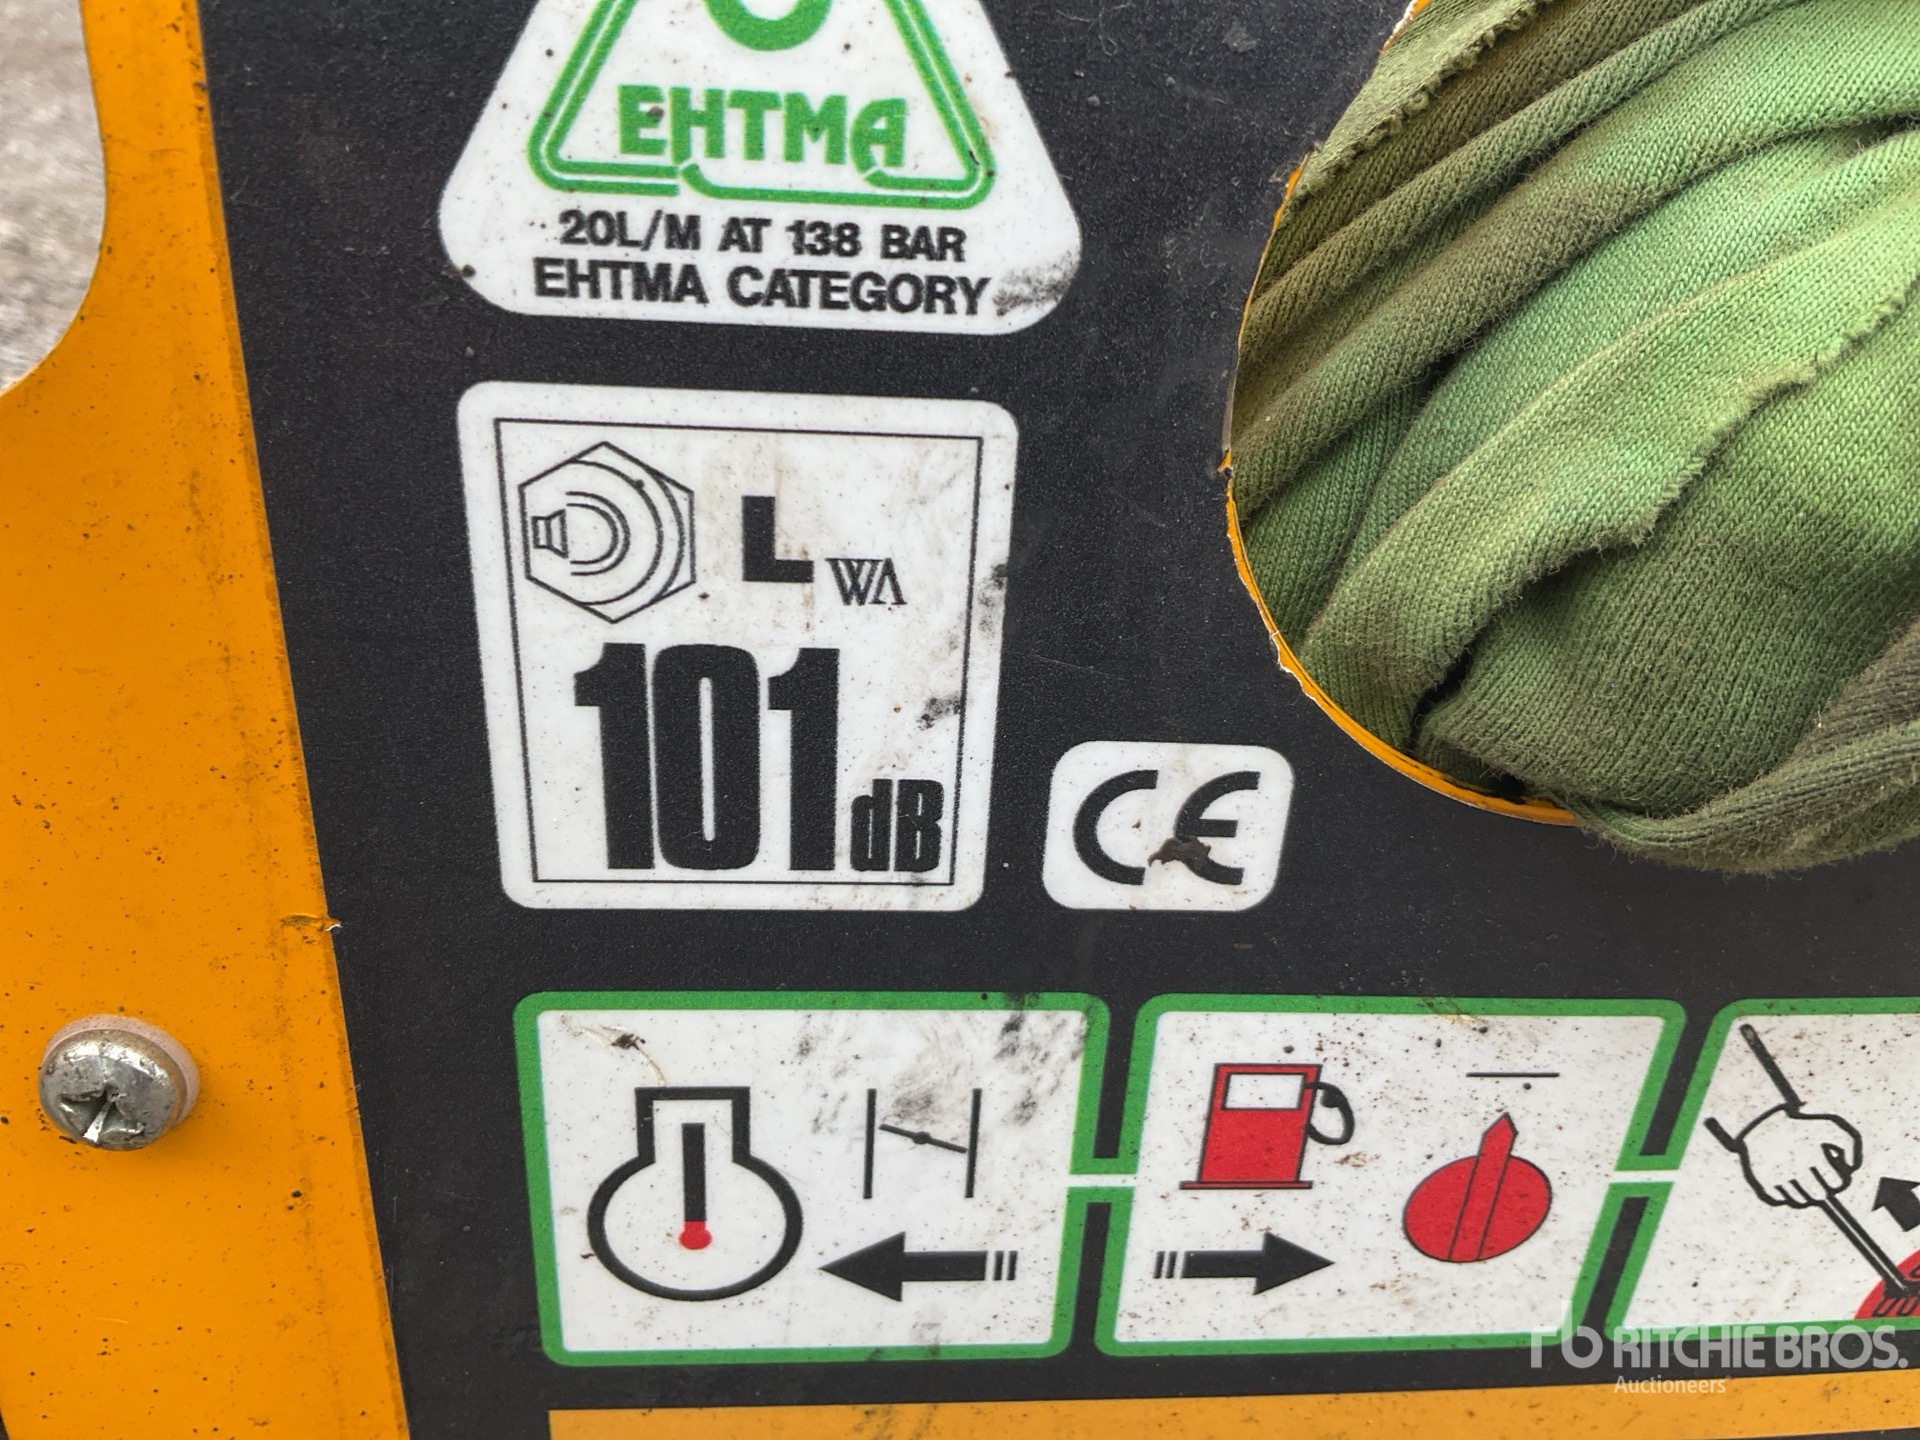 EHTMA
20L/M AT 138 BAR
EHTMA CATEGORY
LWA
101dB
CE
RITCHIE BROS.
Auctioneers